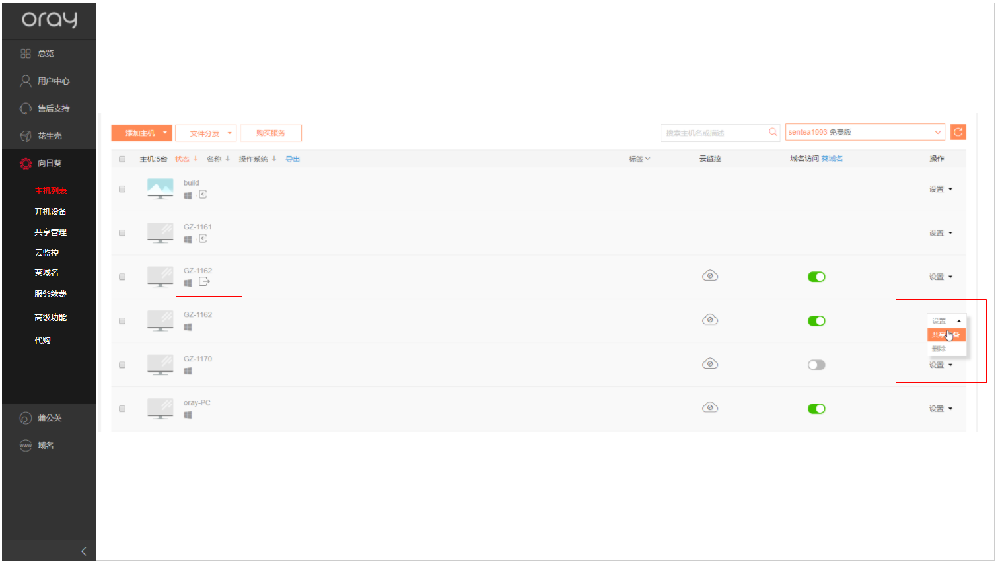 oray
总览
用户中心
售后支持
花生壳
向日葵
主机列表
开机设备
共享管理
云监控
葵域名
服务续费
高级功能
代购
蒲公英
www 域名
添加主机 文件分发 购买服务 搜索主机名或描述 sentea1993 免费版
主机:5台 状态 名称 操作系统 导出 标签 云监控 域名访问 葵域名 操作
build
设置
GZ-1161
设置
GZ-1162
设置
GZ-1162
设置
共享 备
删除
GZ-1170
设置
oray-PC
设置